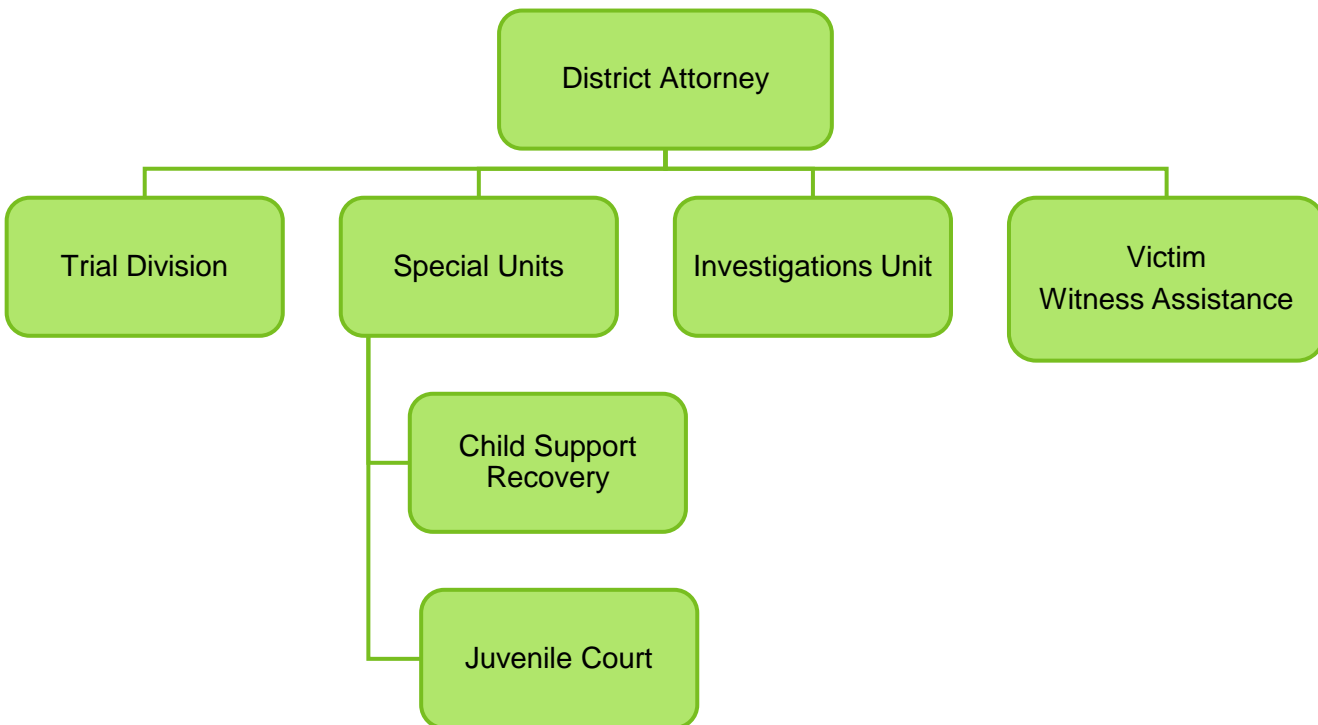 District Attorney
Trial Division
Special Units
Investigations Unit
Victim
Witness Assistance
Child Support
Recovery
Juvenile Court